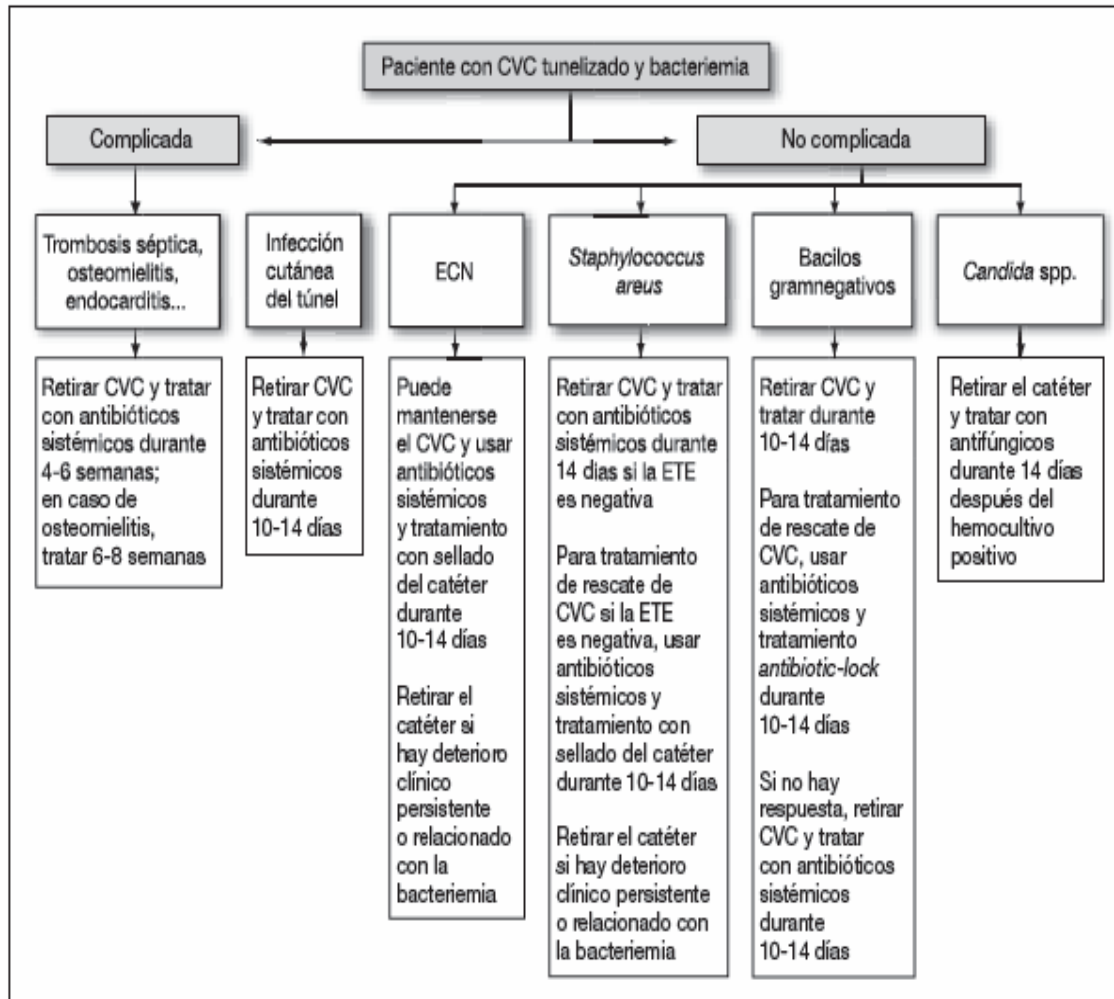 Paciente con CVC tunelizado y bacteriemia
Complicada
No complicada
Trombosis séptica,
osteomielitis,
endocarditis...
Infección
cutánea
del túnel
ECN
Staphylococcus
areus
Bacilos
gramnegativos
Candida spp.
Retirar CVC y tratar
con antibióticos
sistémicos durante
4-6 semanas;
en caso de
osteomielitis,
tratar 6-8 semanas
Retirar CVC
y tratar con
antibióticos
sistémicos
durante
10-14 días
Puede
mantenerse
el CVC y usar
antibióticos
sistémicos
y tratamiento
con sellado
del catéter
durante
10-14 días
Retirar el
catéter si
hay deterioro
clínico
persistente
o relacionado
con la
bacteriemia
Retirar CVC y tratar
con antibióticos
sistémicos durante
14 dias si la ETE
es negativa
Para tratamiento
de rescate de
CVC si la ETE
es negativa, usar
antibióticos
sistémicos y
tratamiento con
sellado del catéter
durante 10-14 días
Retirar el catéter
si hay deterioro
clínico persistente
o relacionado con
la bacteriemia
Retirar CVC y
tratar durante
10-14 días
Para tratamiento
de rescate de
CVC, usar
antibióticos
sistémicos y
tratamiento
antibiotic-lock
durante
10-14 días
Si no hay
respuesta, retirar
CVC y tratar
con antibióticos
sistémicos
durante
10-14 días
Retirar el catéter
y tratar con
antifúngicos
durante 14 días
después del
hemocultivo
positivo